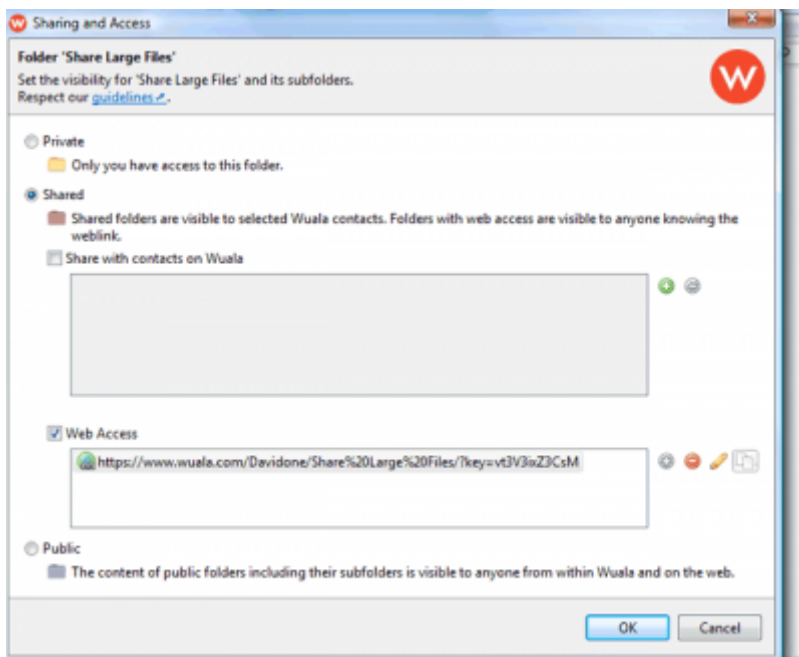 Sharing and Access
Folder 'Share Large Files'
Set the visibility for 'Share Large Files' and its subfolders.
Respect our guidelines.
Private
Only you have access to this folder.
Shared
Shared folders are visible to selected Wuala contacts. Folders with web access are visible to anyone knowing the
weblink.
Share with contacts on Wuala
Web Access
https://www.wuala.com/Davidone/Share%20Large%20Files/?key=vt3V3ixZ3CsM
Public
The content of public folders including their subfolders is visible to anyone from within Wuala and on the web.
OK Cancel